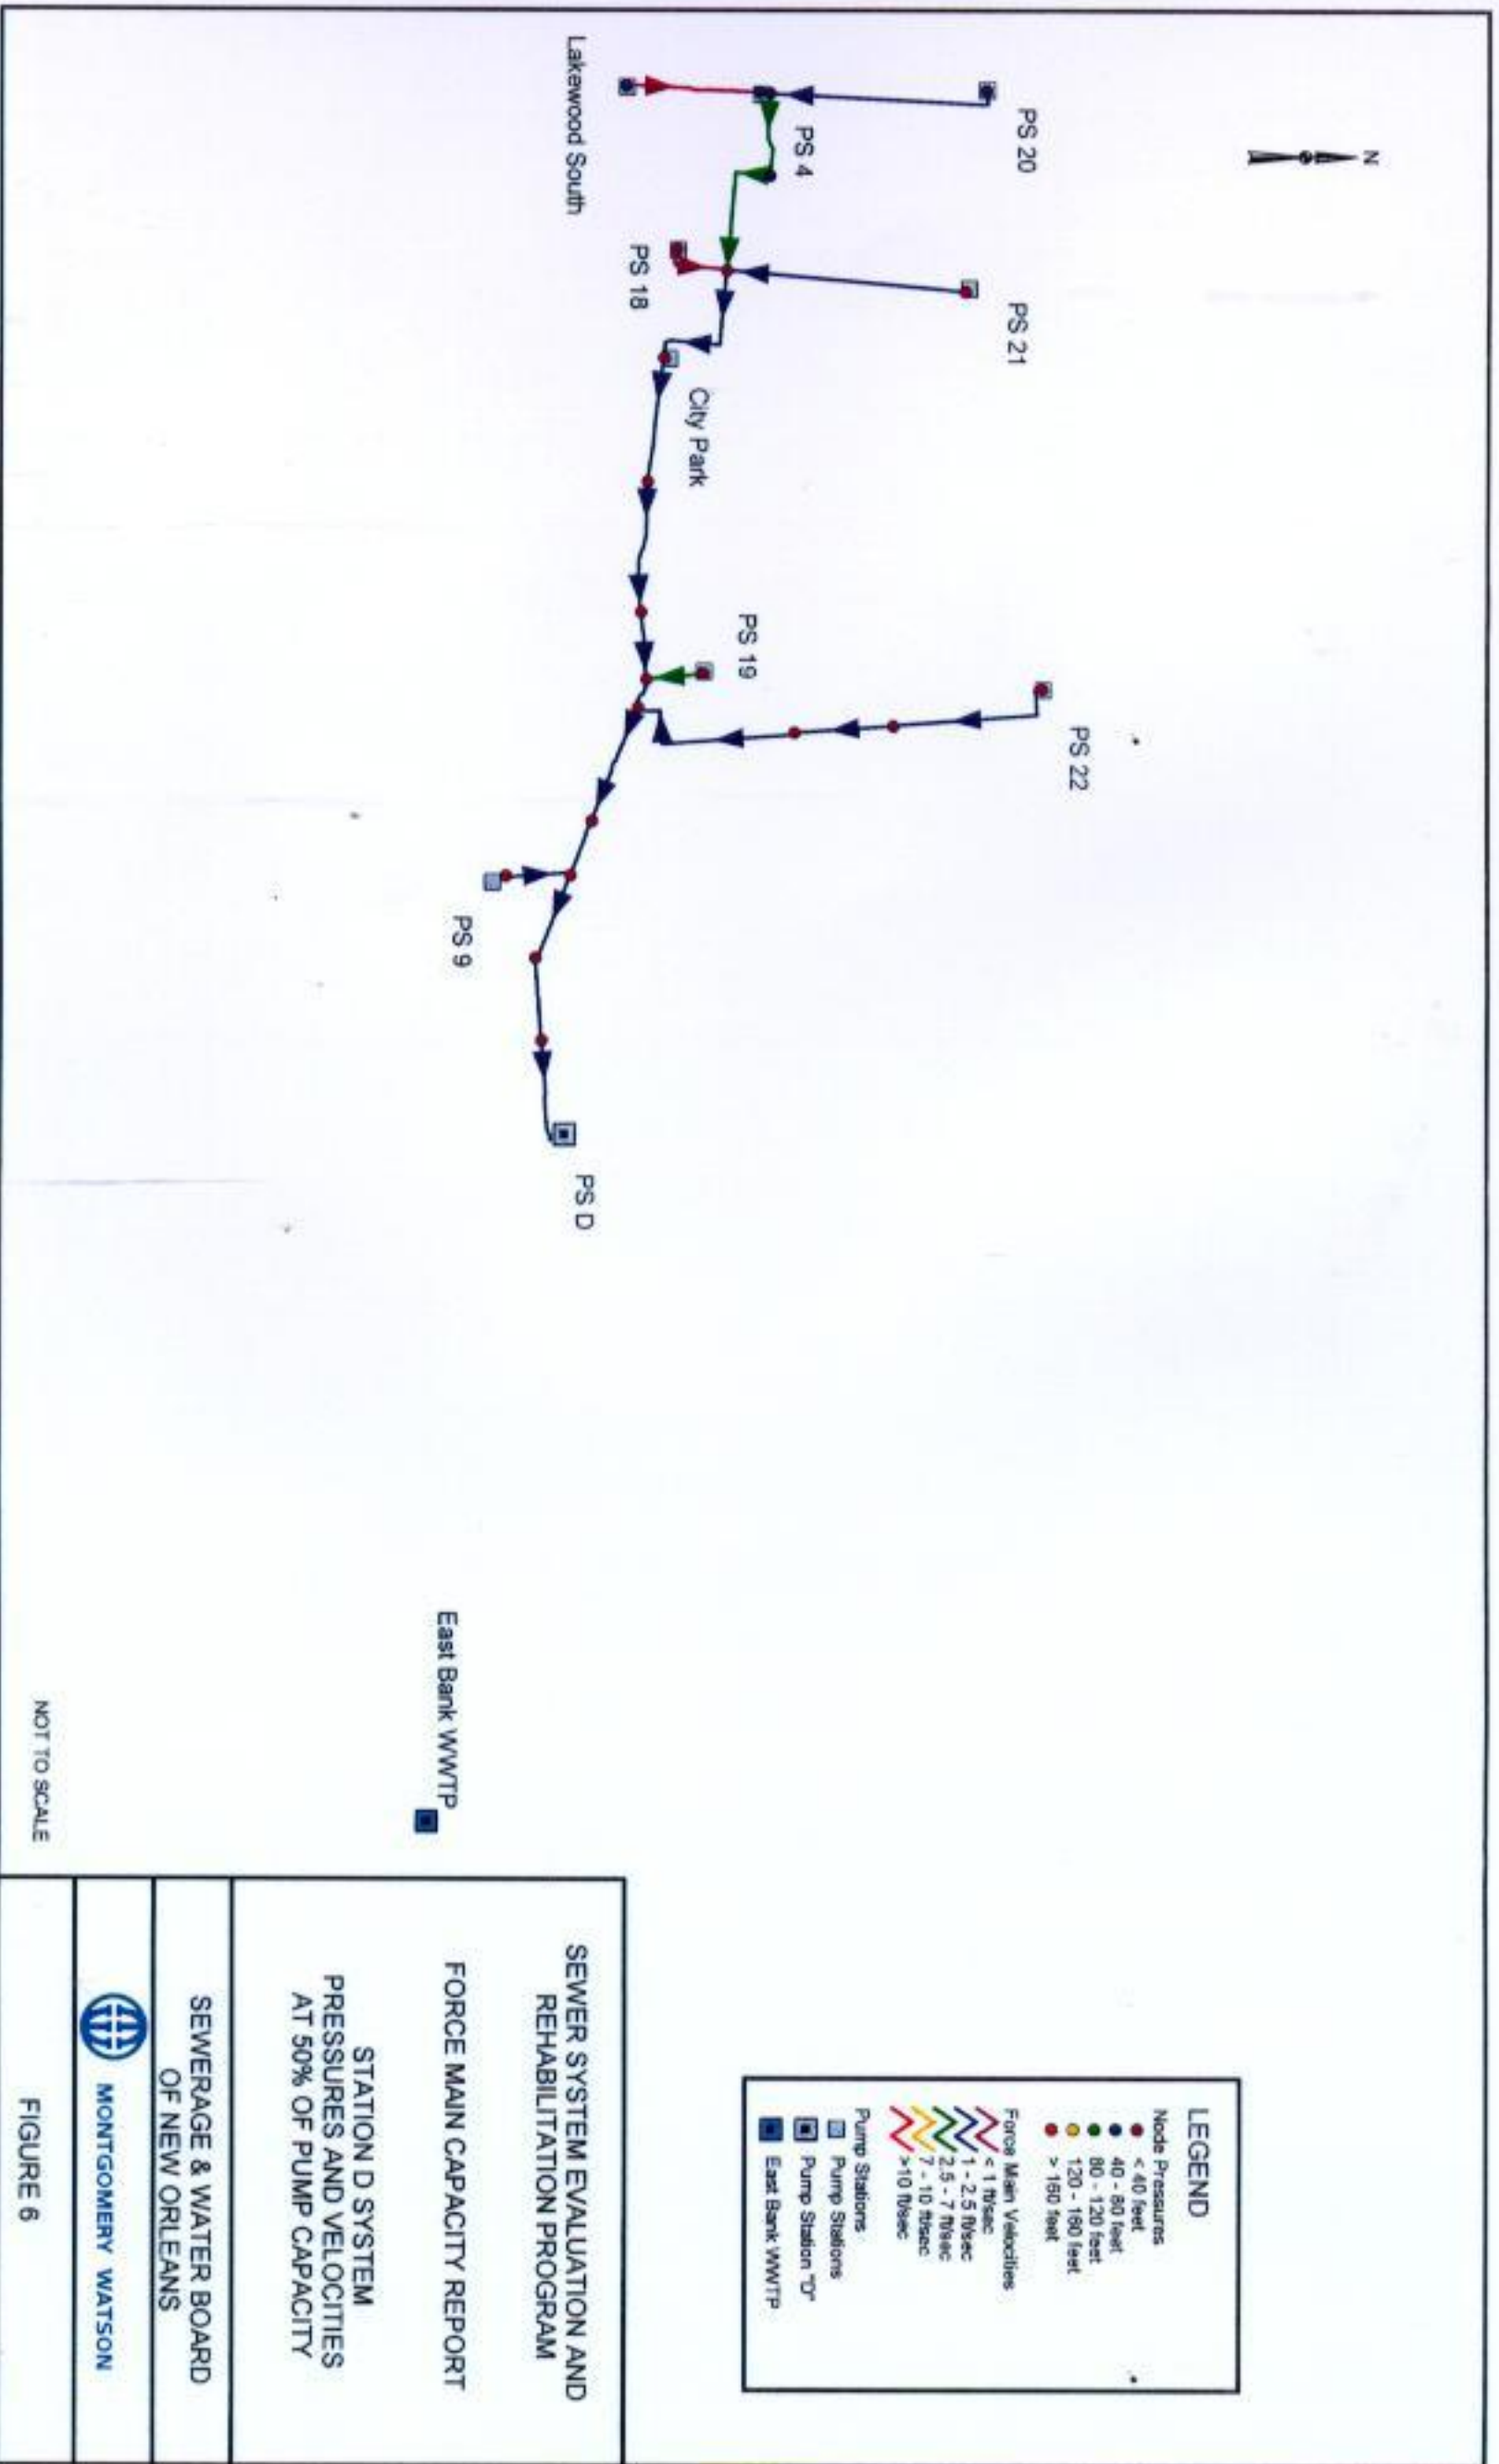 N
PS 20
PS 4
Lakewood South
PS 21
PS 18
City Park
PS 19
PS 22
PS 9
PS D
East Bank WWTP
NOT TO SCALE
LEGEND
Node Pressures
< 40 feet
40 - 80 feet
80 - 120 feet
120 - 160 feet
> 160 feet
Force Main Velocities
< 1 ft/sec
1 - 2.5 ft/sec
2.5 - 7 ft/sec
7 - 10 ft/sec
>10 ft/sec
Pump Stations
Pump Stations
Pump Station "D"
East Bank WWTP
SEWER SYSTEM EVALUATION AND
REHABILITATION PROGRAM
FORCE MAIN CAPACITY REPORT
STATION D SYSTEM
PRESSURES AND VELOCITIES
AT 50% OF PUMP CAPACITY
SEWERAGE & WATER BOARD
OF NEW ORLEANS
MONTGOMERY WATSON
FIGURE 6